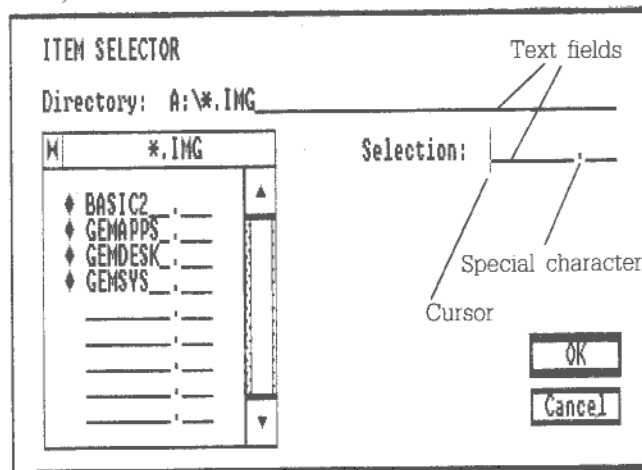 ITEM SELECTOR
Text fields
Directory: A:\*.IMG
*.IMG
Selection:
BASIC2
GEMAPPS
GEMDESK
GEMSYS
Special character
Cursor
OK
Cancel